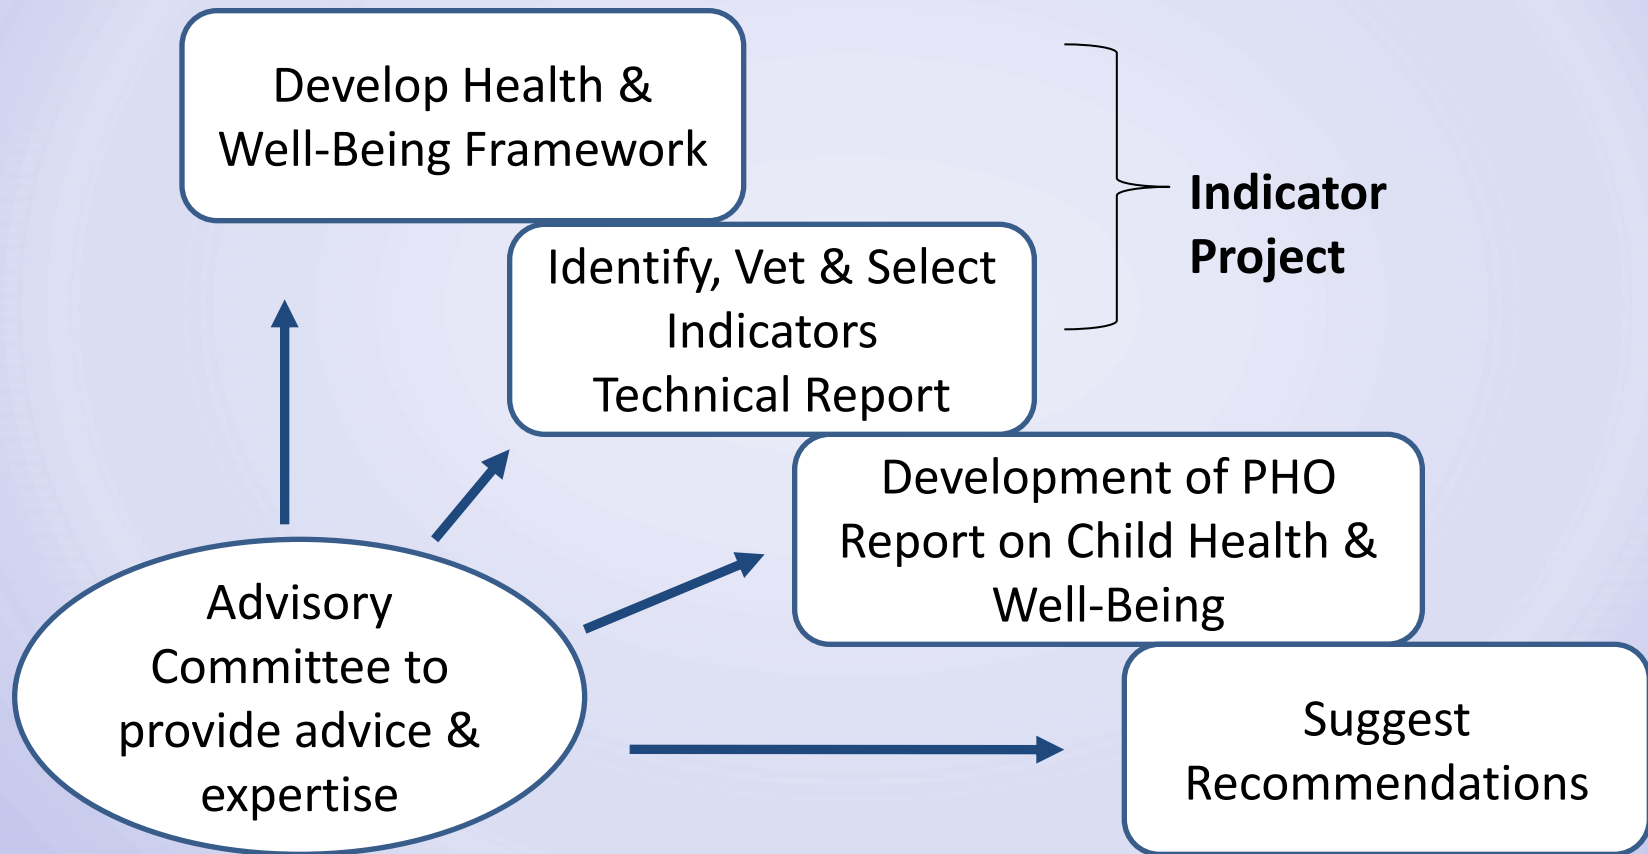 Develop Health &
Well-Being Framework
Indicator
Project
Identify, Vet & Select
Indicators
Technical Report
Development of PHO
Report on Child Health &
Well-Being
Advisory
Committee to
provide advice &
expertise
Suggest
Recommendations